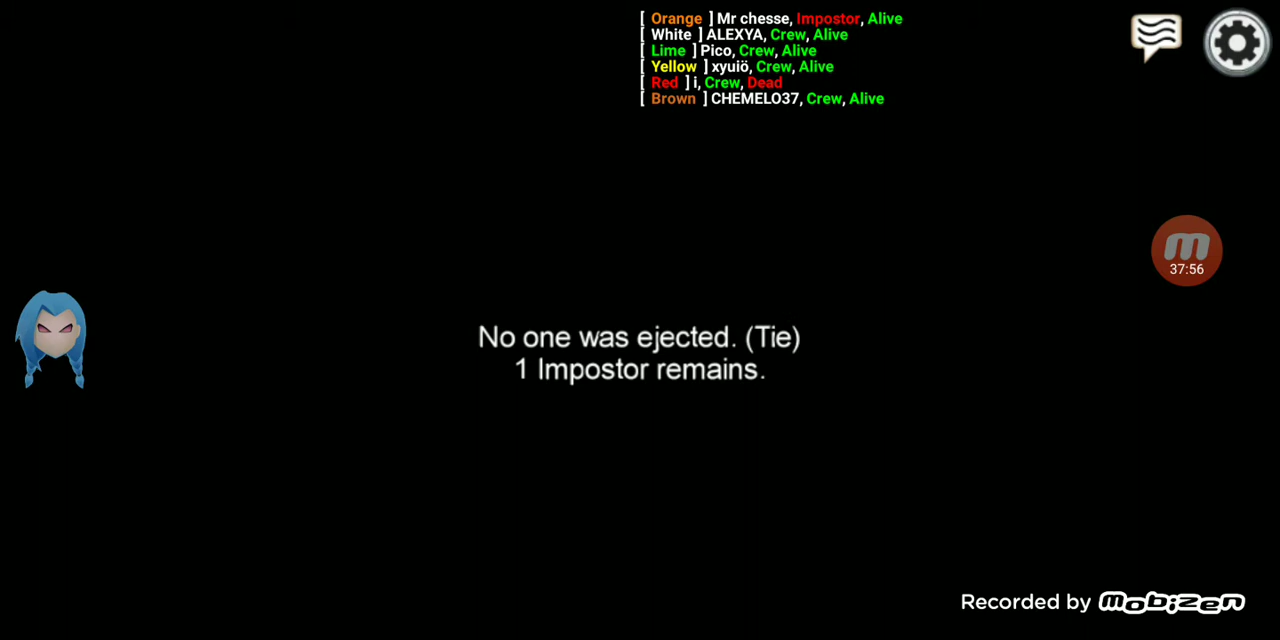 [ Orange ] Mr chesse, Impostor, Alive
[ White ] ALEXYA, Crew, Alive
[ Lime ] Pico, Crew, Alive
[ Yellow ] xyuiö, Crew, Alive
[ Red ] i, Crew, Dead
[ Brown ] CHEMELO37, Crew, Alive
m
37:56
No one was ejected. (Tie)
1 Impostor remains.
Recorded by mobizen